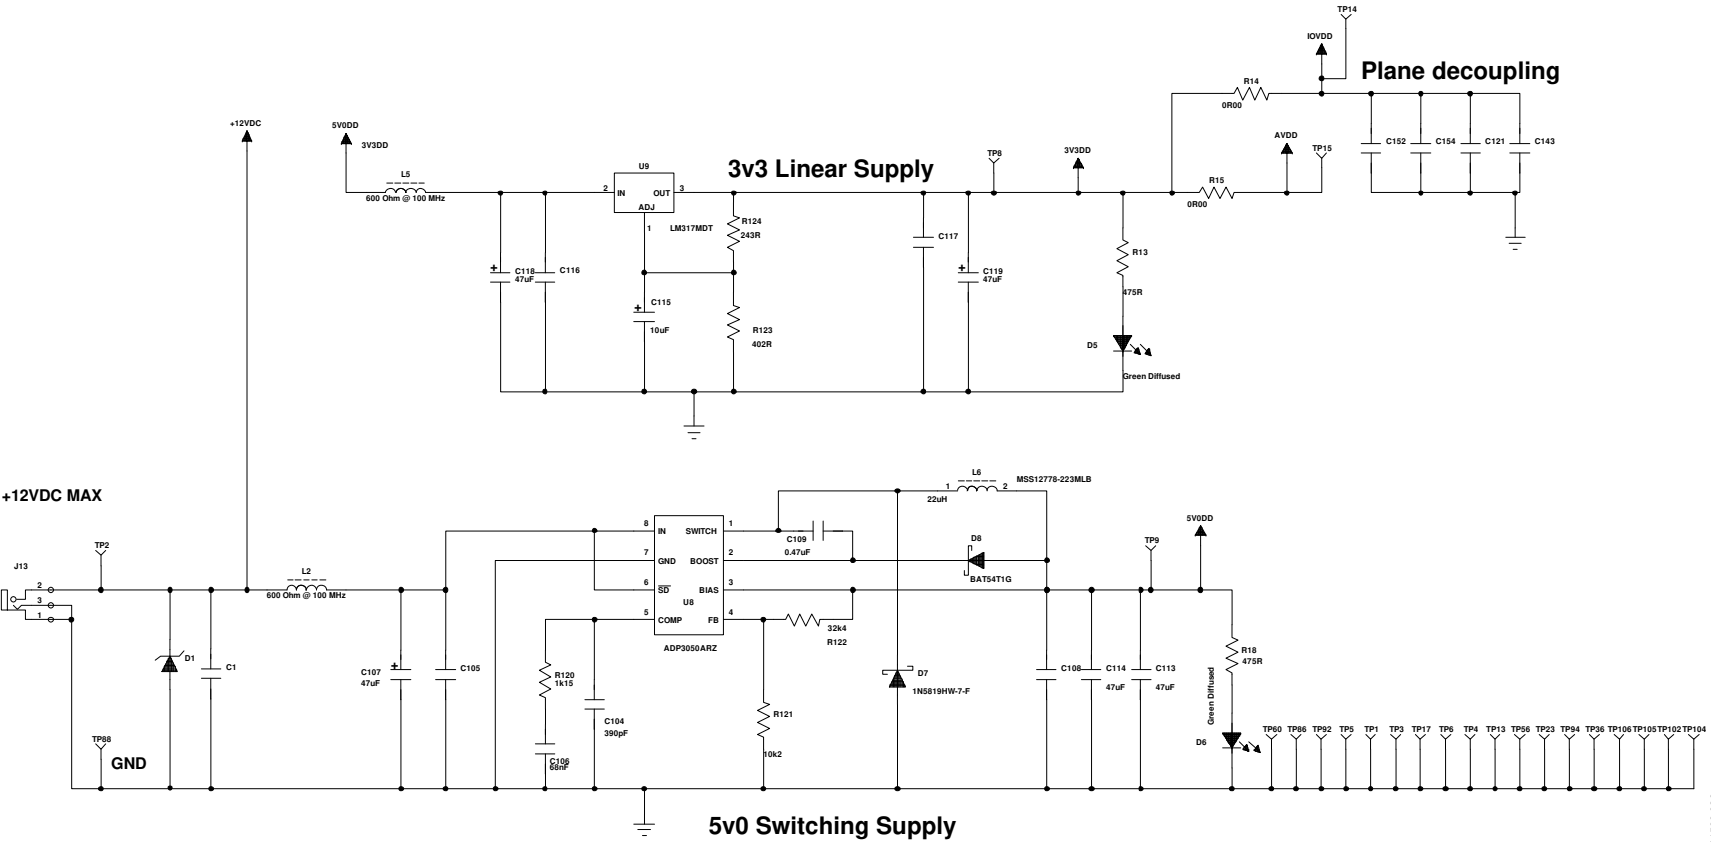 TP14
IOVDD
Plane decoupling
R14
0R00
+12VDC
5V0DD
3V3DD
L5
600 Ohm @ 100 MHz
U9
2 IN OUT 3
ADJ
1
LM317MDT
3v3 Linear Supply
TP8
3V3DD
AVDD
TP15
R15
0R00
C152
C154
C121
C143
R124
243R
C117
R13
475R
C118
47uF
C116
C119
47uF
C115
10uF
R123
402R
D5
Green Diffused
+12VDC MAX
L6
1 2
MSS12778-223MLB
22uH
J13
2
3
1
TP2
L2
600 Ohm @ 100 MHz
8 IN SWITCH 1
7 GND BOOST 2
6 SD BIAS 3
U8
5 COMP FB 4
ADP3050ARZ
C109
0.47uF
D8
BAT54T1G
TP9
5V0DD
32k4
R122
D1
C1
C107
47uF
C105
R120
1k15
C104
390pF
C106
68nF
R121
10k2
D7
1N5819HW-7-F
C108
C114
47uF
C113
47uF
R18
475R
Green Diffused
D6
TP88
GND
TP60 TP86 TP92 TP5 TP1 TP3 TP17 TP6 TP4 TP13 TP56 TP23 TP94 TP36 TP106 TP105 TP102 TP104
5v0 Switching Supply